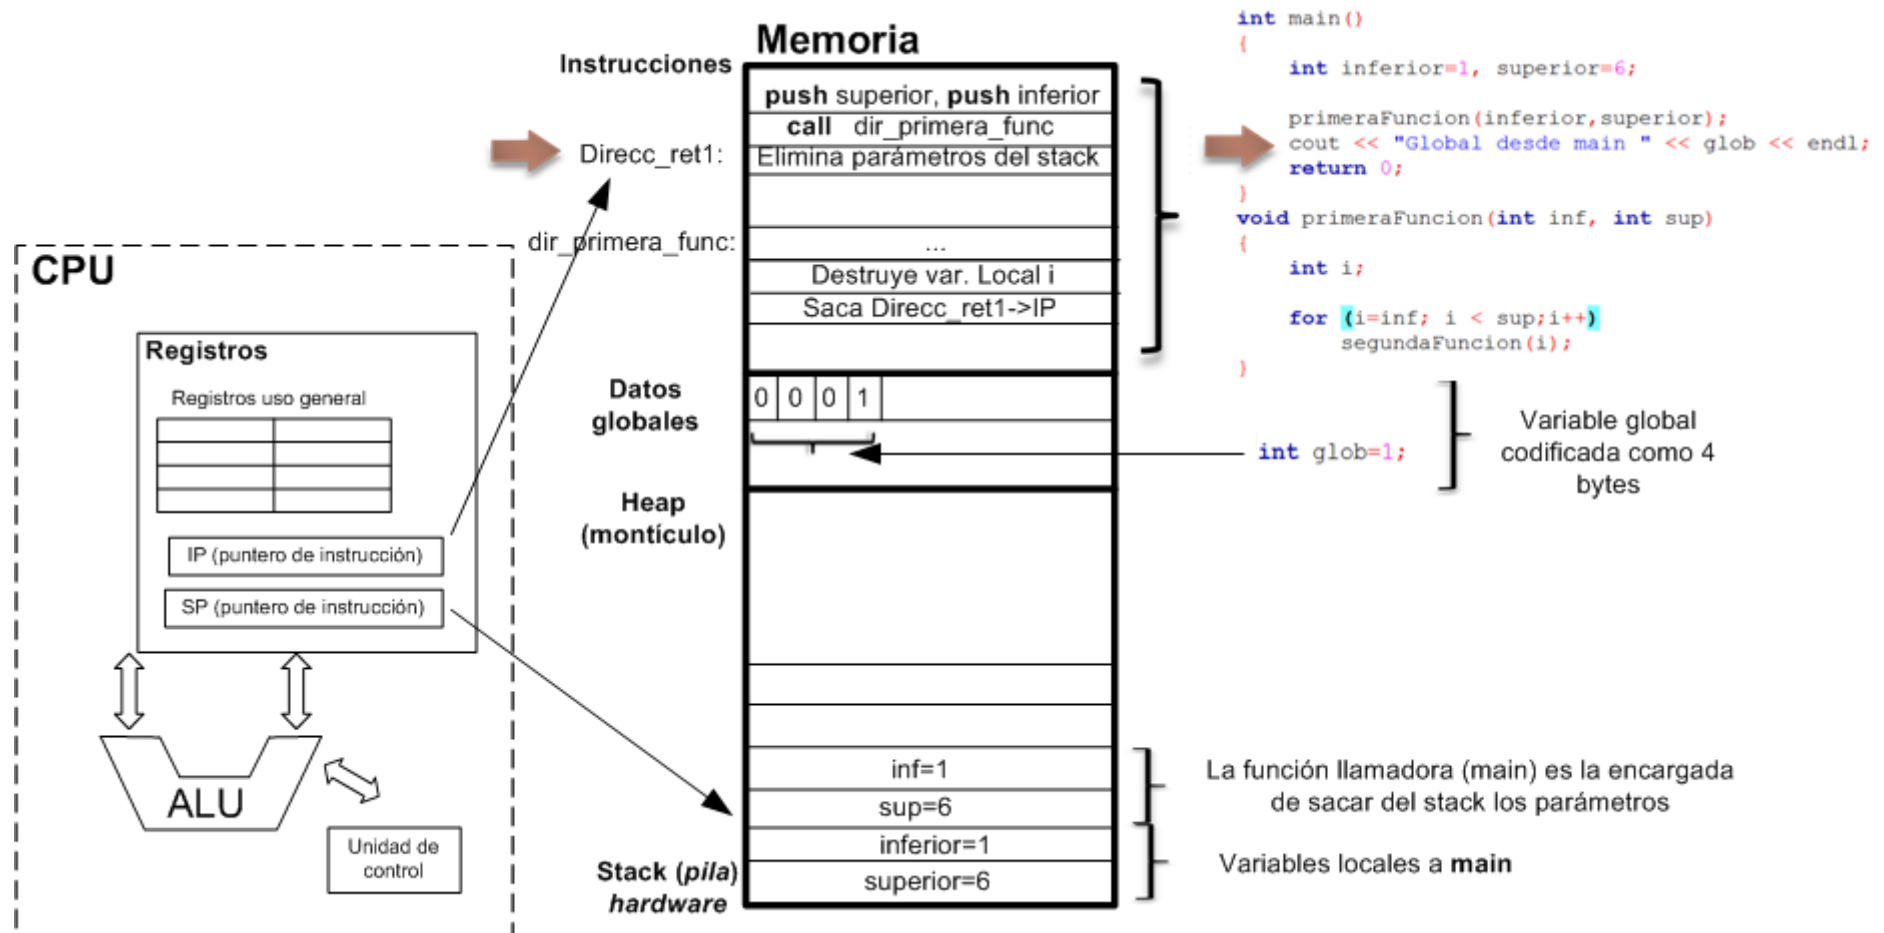 Memoria
Instrucciones
push superior, push inferior
call dir_primera_func
Direcc_ret1:
Elimina parámetros del stack
dir_primera_func:
...
Destruye var. Local i
Saca Direcc_ret1->IP
Datos
globales
0 0 0 1
Heap
(montículo)
inf=1
sup=6
inferior=1
superior=6
Stack (pila)
hardware
CPU
Registros
Registros uso general
IP (puntero de instrucción)
SP (puntero de instrucción)
ALU
Unidad de
control
int main()
{
int inferior=1, superior=6;
primeraFuncion(inferior,superior);
cout << "Global desde main " << glob << endl;
return 0;
}
void primeraFuncion(int inf, int sup)
{
int i;
for (i=inf; i < sup;i++)
segundaFuncion(i);
}
int glob=1;
Variable global
codificada como 4
bytes
La función llamadora (main) es la encargada
de sacar del stack los parámetros
Variables locales a main